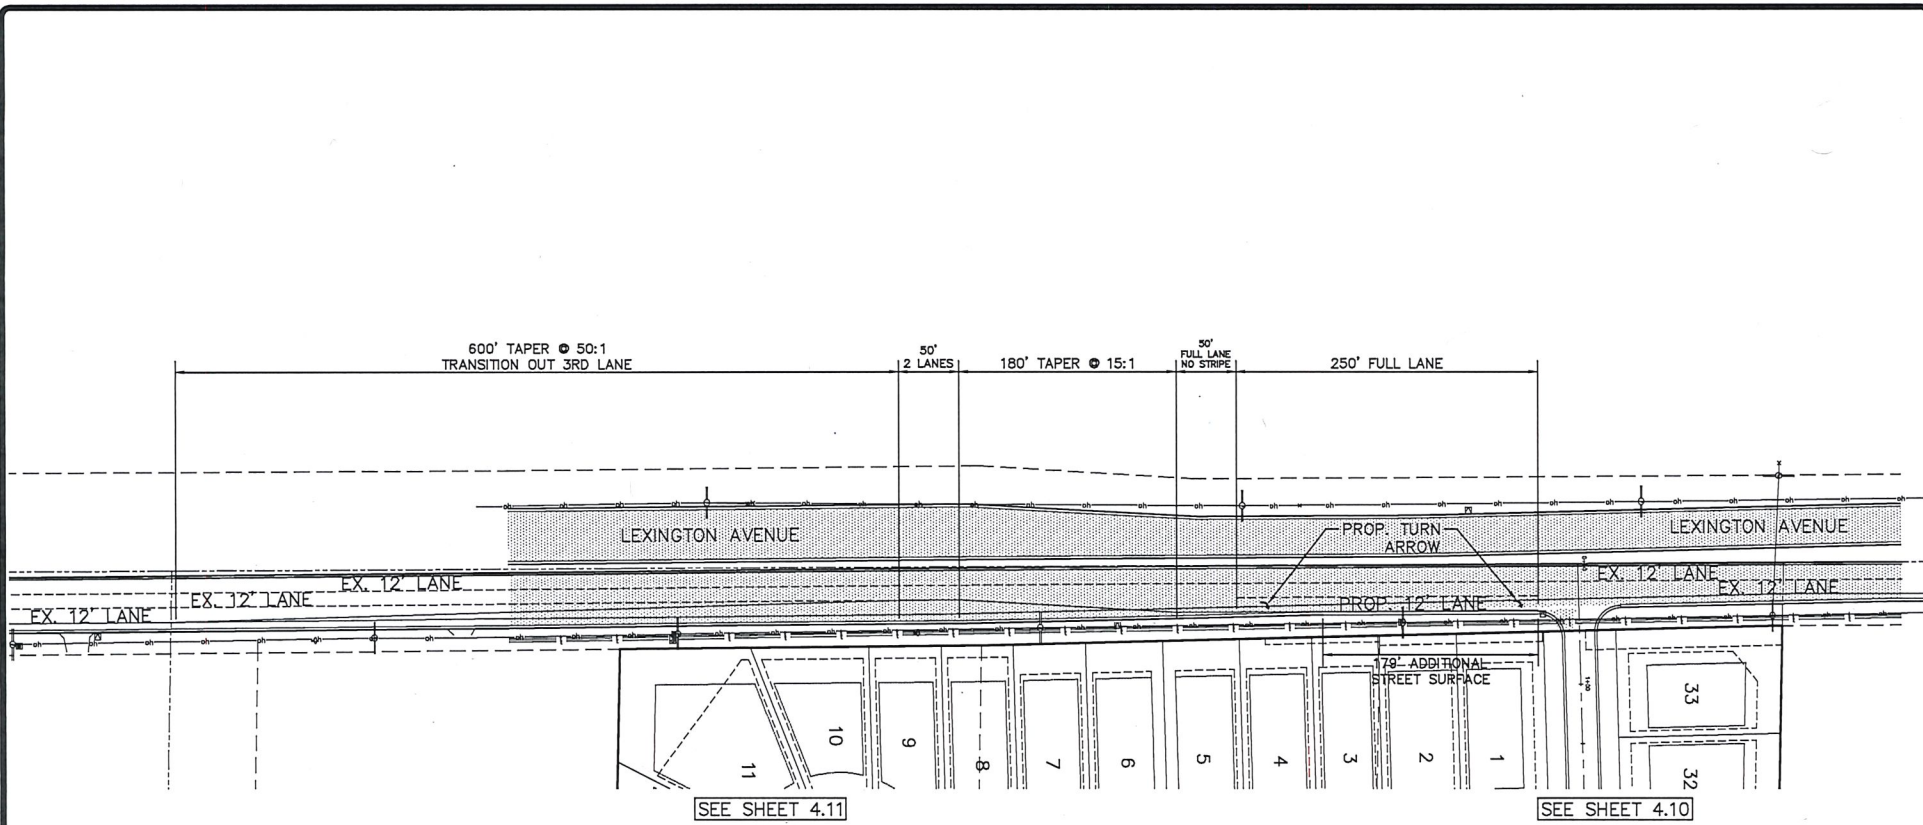 600' TAPER @ 50:1
TRANSITION OUT 3RD LANE
50'
2 LANES
180' TAPER @ 15:1
50'
FULL LANE
NO STRIPE
250' FULL LANE
LEXINGTON AVENUE
PROP. TURN
ARROW
LEXINGTON AVENUE
EX. 12' LANE
EX. 12' LANE
EX. 12' LANE
PROP. 12' LANE
EX. 12' LANE
EX. 12' LANE
179' ADDITIONAL
STREET SURFACE
1+00
11
10
9
8
7
6
5
4
3
2
1
33
32
SEE SHEET 4.11
SEE SHEET 4.10